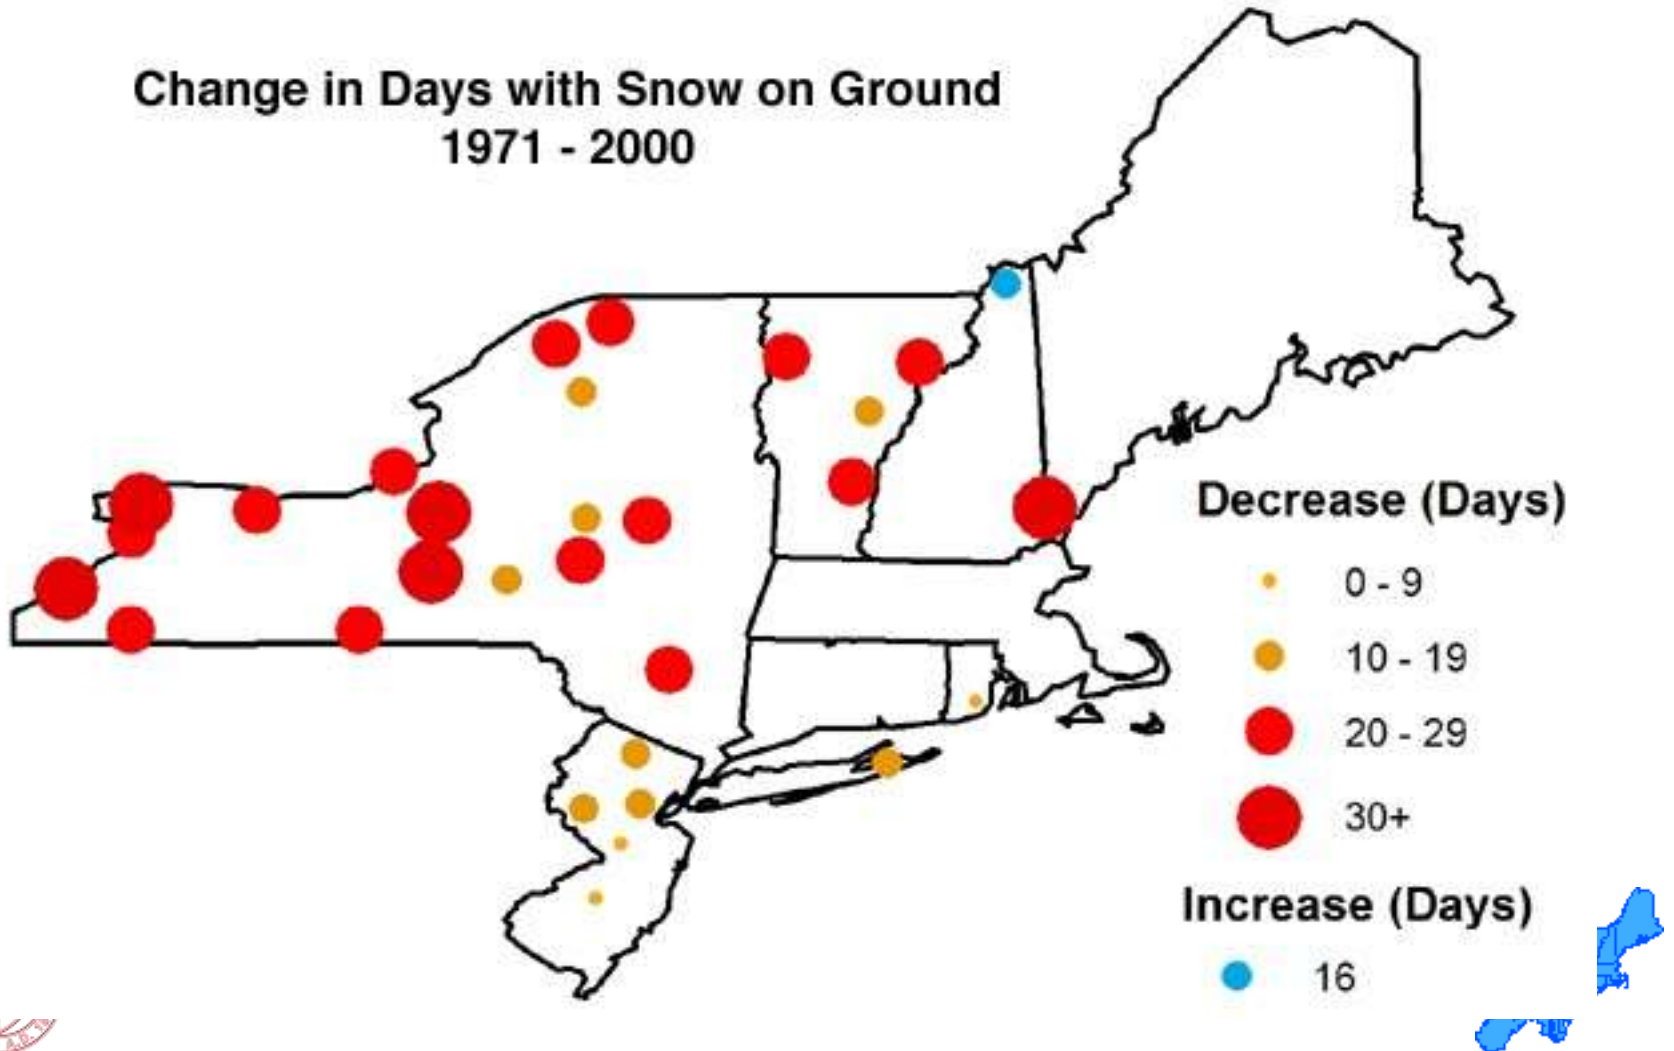 Change in Days with Snow on Ground
1971 - 2000
Decrease (Days)
0 - 9
10 - 19
20 - 29
30+
Increase (Days)
16
A.D.